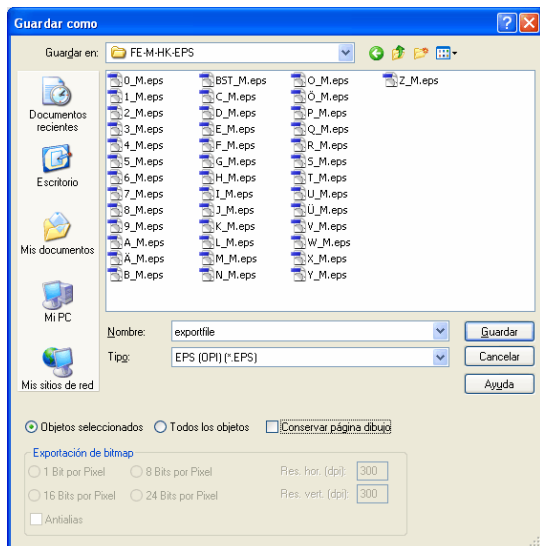 Guardar como
Guardar en: FE-M-HK-EPS
Documentos recientes
Escritorio
Mis documentos
Mi PC
Mis sitios de red
0_M.eps
1_M.eps
2_M.eps
3_M.eps
4_M.eps
5_M.eps
6_M.eps
7_M.eps
8_M.eps
9_M.eps
A_M.eps
Ä_M.eps
B_M.eps
BST_M.eps
C_M.eps
D_M.eps
E_M.eps
F_M.eps
G_M.eps
H_M.eps
I_M.eps
J_M.eps
K_M.eps
L_M.eps
M_M.eps
N_M.eps
O_M.eps
Ö_M.eps
P_M.eps
Q_M.eps
R_M.eps
S_M.eps
T_M.eps
U_M.eps
Ü_M.eps
V_M.eps
W_M.eps
X_M.eps
Y_M.eps
Z_M.eps
Nombre: exportfile
Guardar
Tipo: EPS (OPI) (*.EPS)
Cancelar
Ayuda
Objetos seleccionados Todos los objetos Conservar página dibujo
Exportación de bitmap
1 Bit por Pixel 8 Bits por Pixel Res. hor. (dpi): 300
16 Bits por Pixel 24 Bits por Pixel Res. vert. (dpi): 300
Antialias